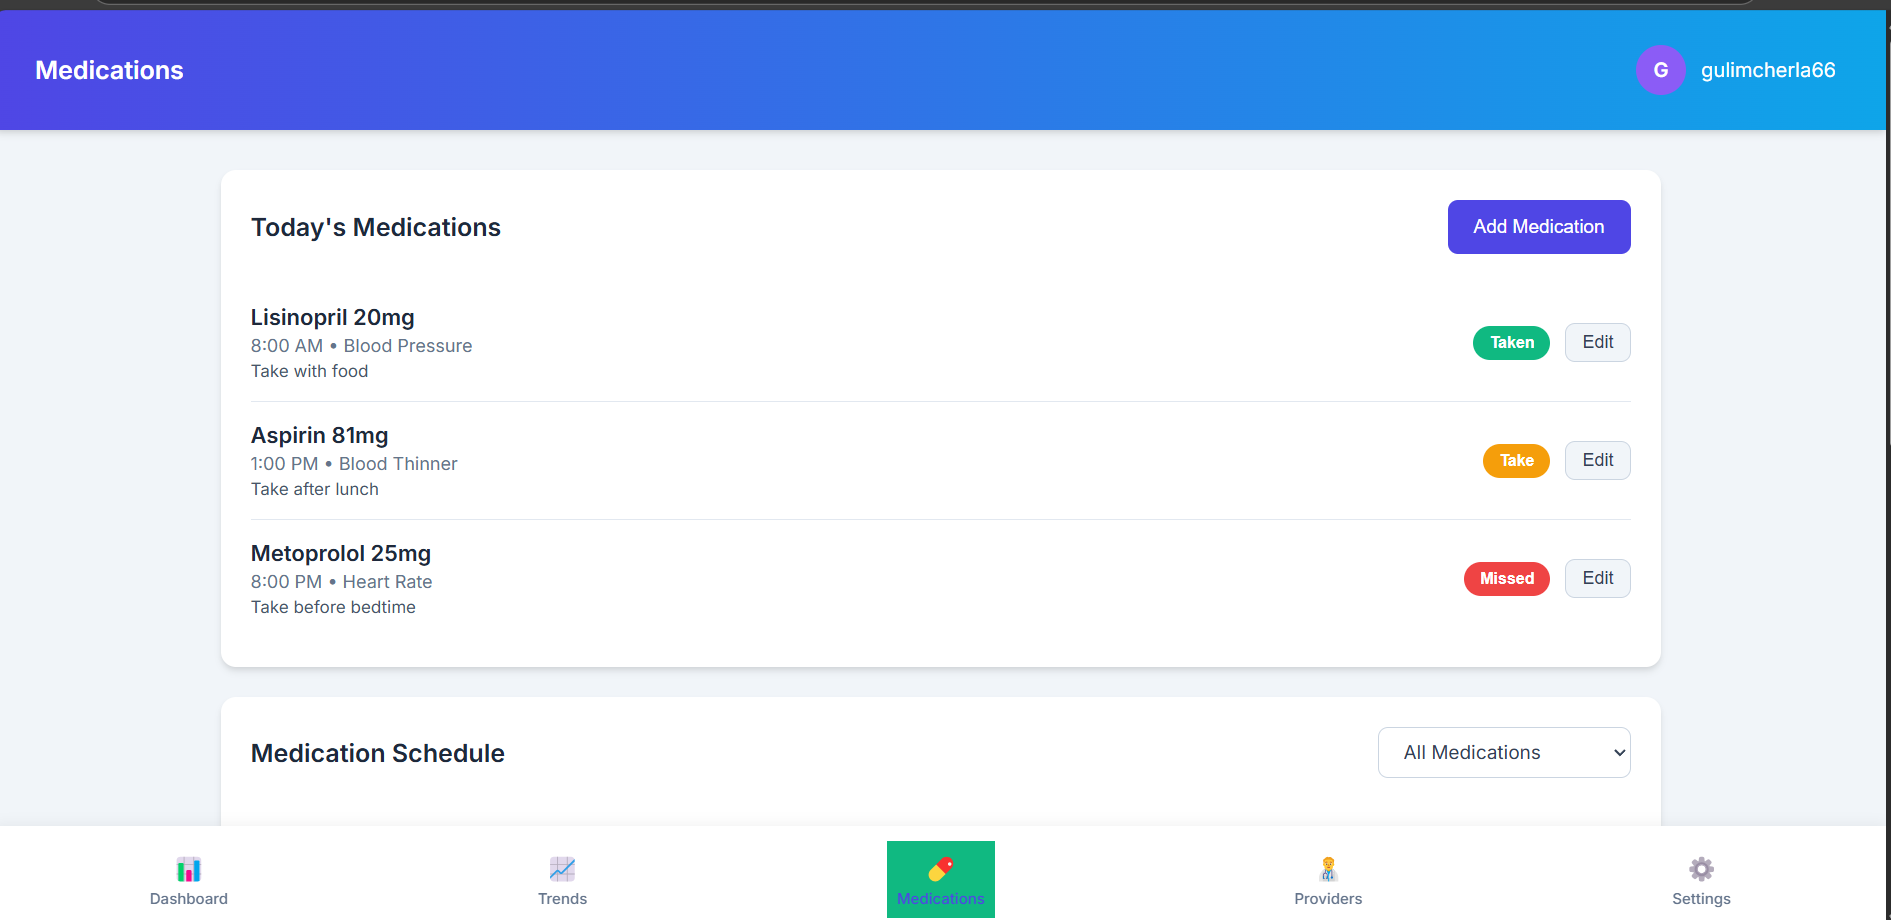 Medications
G gulimcherla66
Today's Medications
Add Medication
Lisinopril 20mg
8:00 AM • Blood Pressure
Take with food
Taken
Edit
Aspirin 81mg
1:00 PM • Blood Thinner
Take after lunch
Take
Edit
Metoprolol 25mg
8:00 PM • Heart Rate
Take before bedtime
Missed
Edit
Medication Schedule
All Medications
Dashboard
Trends
Medications
Providers
Settings